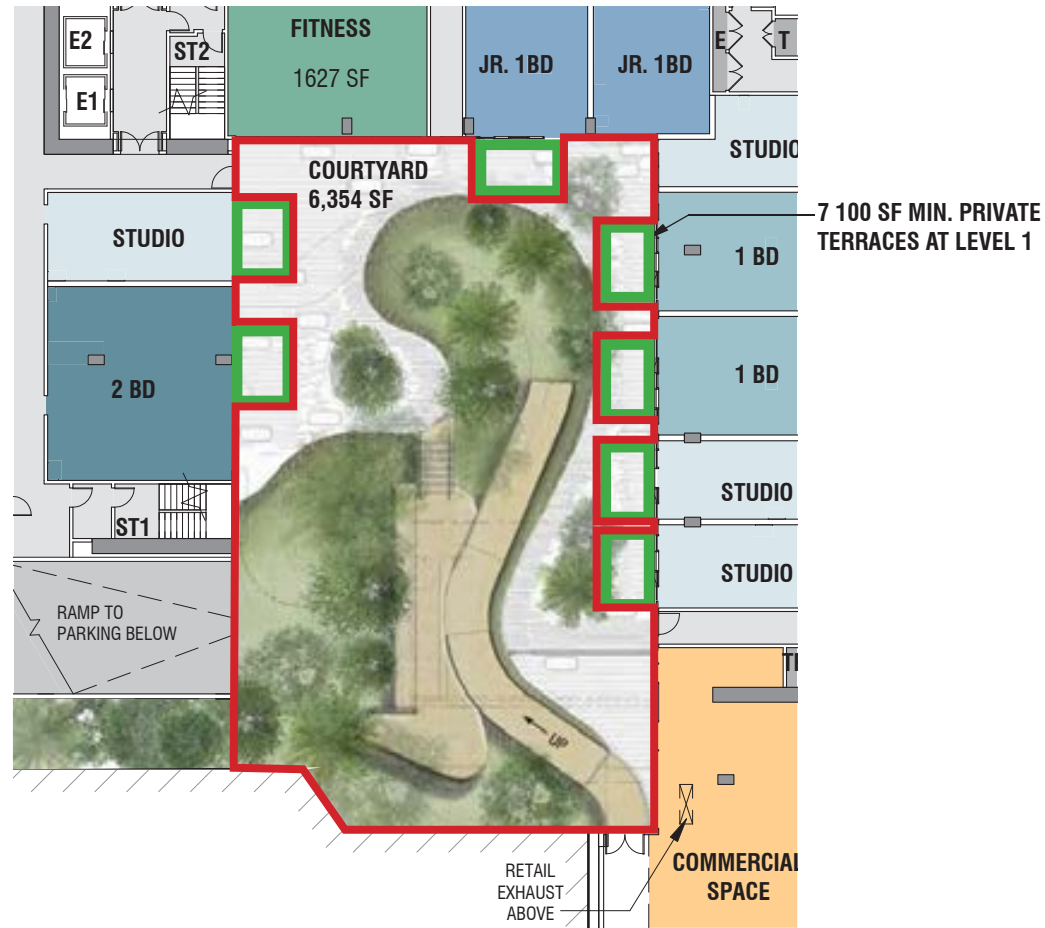 E2
ST2
E1
FITNESS
1627 SF
JR. 1BD
JR. 1BD
E
T
STUDIO
COURTYARD
6,354 SF
7 100 SF MIN. PRIVATE
TERRACES AT LEVEL 1
STUDIO
1 BD
2 BD
1 BD
STUDIO
ST1
STUDIO
RAMP TO
PARKING BELOW
UP
COMMERCIAL
SPACE
RETAIL
EXHAUST
ABOVE